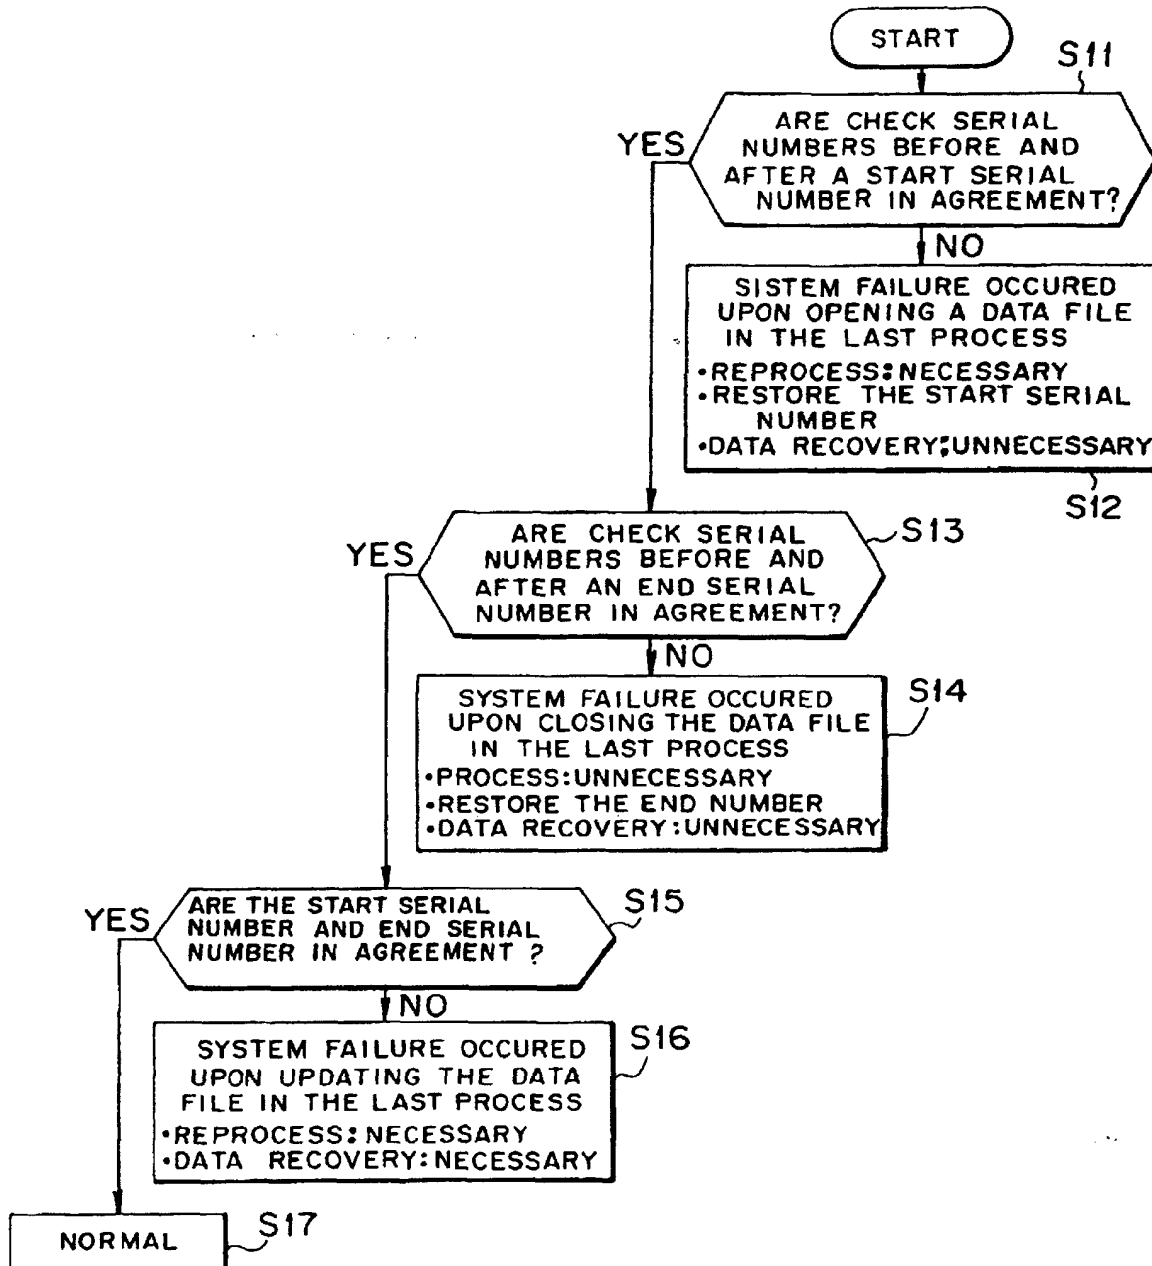 START
S11
ARE CHECK SERIAL
NUMBERS BEFORE AND
AFTER A START SERIAL
NUMBER IN AGREEMENT?
YES
NO
SISTEM FAILURE OCCURED
UPON OPENING A DATA FILE
IN THE LAST PROCESS
•REPROCESS:NECESSARY
•RESTORE THE START SERIAL
NUMBER
•DATA RECOVERY:UNNECESSARY
S12
ARE CHECK SERIAL
NUMBERS BEFORE AND
AFTER AN END SERIAL
NUMBER IN AGREEMENT?
S13
YES
NO
SYSTEM FAILURE OCCURED
UPON CLOSING THE DATA FILE
IN THE LAST PROCESS
•PROCESS:UNNECESSARY
•RESTORE THE END NUMBER
•DATA RECOVERY:UNNECESSARY
S14
ARE THE START SERIAL
NUMBER AND END SERIAL
NUMBER IN AGREEMENT ?
S15
YES
NO
SYSTEM FAILURE OCCURED
UPON UPDATING THE DATA
FILE IN THE LAST PROCESS
•REPROCESS:NECESSARY
•DATA RECOVERY:NECESSARY
S16
NORMAL
S17